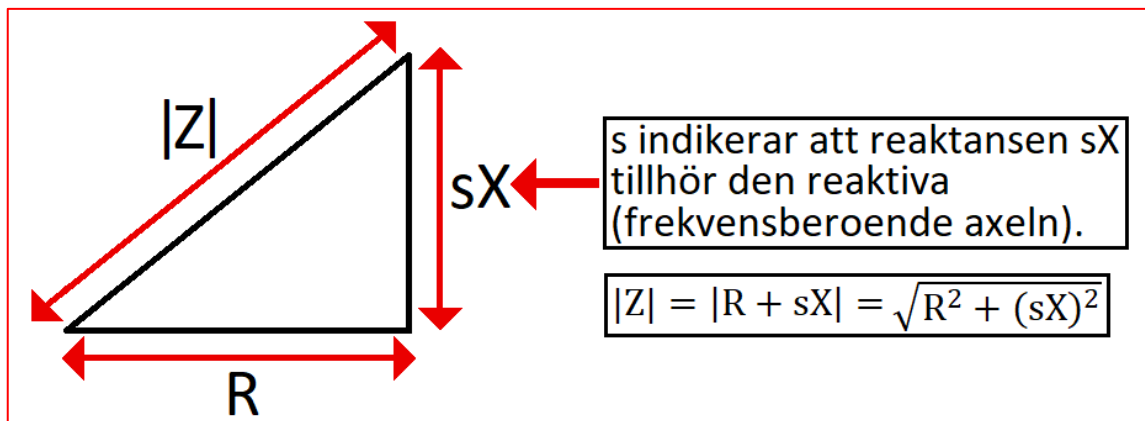 |Z|
sX
R
s indikerar att reaktansen sX
tillhör den reaktiva
(frekvensberoende axeln).
|Z| = |R + sX| = √(R² + (sX)²)